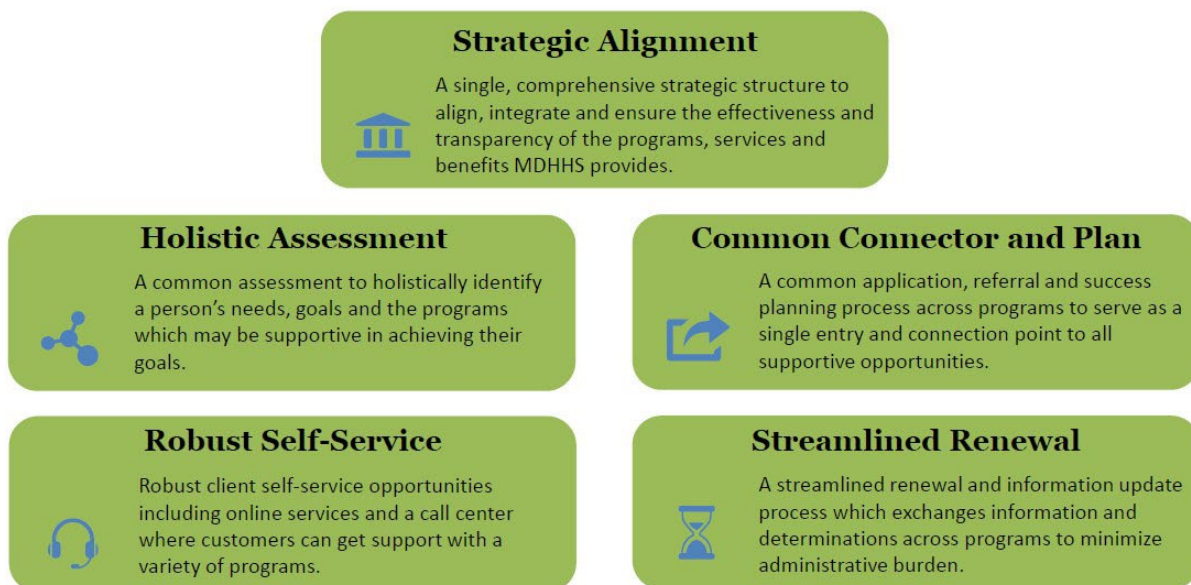 Strategic Alignment
A single, comprehensive strategic structure to
align, integrate and ensure the effectiveness and
transparency of the programs, services and
benefits MDHHS provides.
Holistic Assessment
A common assessment to holistically identify
a person’s needs, goals and the programs
which may be supportive in achieving their
goals.
Common Connector and Plan
A common application, referral and success
planning process across programs to serve as a
single entry and connection point to all
supportive opportunities.
Robust Self-Service
Robust client self-service opportunities
including online services and a call center
where customers can get support with a
variety of programs.
Streamlined Renewal
A streamlined renewal and information update
process which exchanges information and
determinations across programs to minimize
administrative burden.